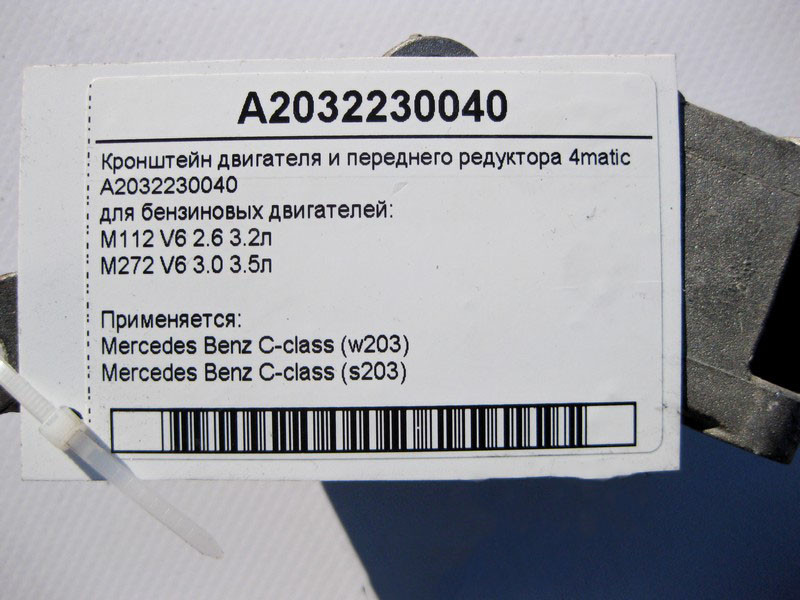 A2032230040
Кронштейн двигателя и переднего редуктора 4matic
A2032230040
для бензиновых двигателей:
M112 V6 2.6 3.2л
M272 V6 3.0 3.5л
Применяется:
Mercedes Benz C-class (w203)
Mercedes Benz C-class (s203)